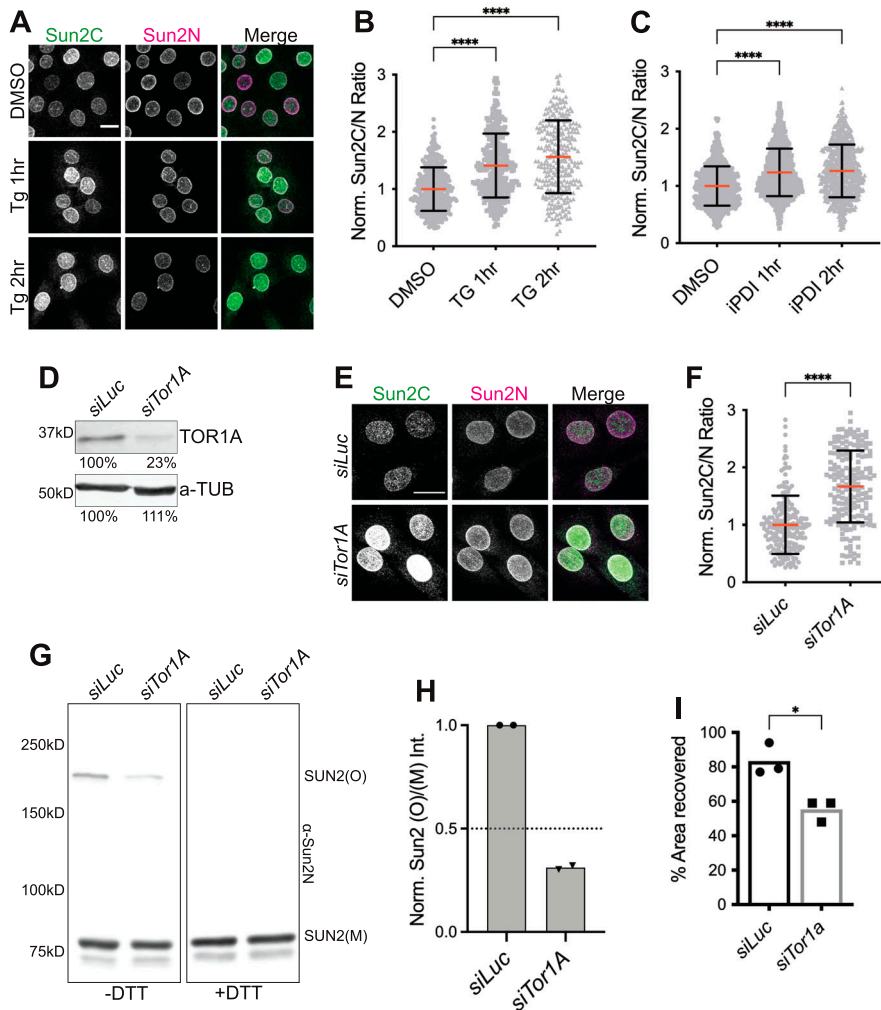 A
Sun2C Sun2N Merge
DMSO
Tg 1hr
Tg 2hr
B
****
****
Norm. Sun2C/N Ratio
3
2
1
0
DMSO
TG 1hr
TG 2hr
C
****
****
Norm. Sun2C/N Ratio
3
2
1
0
DMSO
iPDI 1hr
iPDI 2hr
D
siLuc siTor1A
37kD
TOR1A
100% 23%
50kD
a-TUB
100% 111%
E
Sun2C Sun2N Merge
siLuc
siTor1A
F
****
Norm. Sun2C/N Ratio
3
2
1
0
siLuc
siTor1A
G
siLuc siTor1A siLuc siTor1A
250kD
150kD
100kD
75kD
SUN2(O)
α-Sun2N
SUN2(M)
-DTT +DTT
H
Norm. Sun2 (O)/(M) Int.
1.0
0.5
0.0
siLuc
siTor1A
I
*
% Area recovered
100
80
60
40
20
0
siLuc
siTor1a